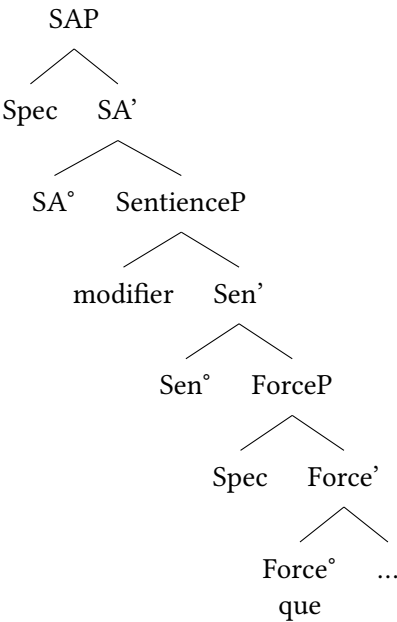 SAP
Spec SA’
SA° SentienceP
modifier Sen’
Sen° ForceP
Spec Force’
Force° ...
que